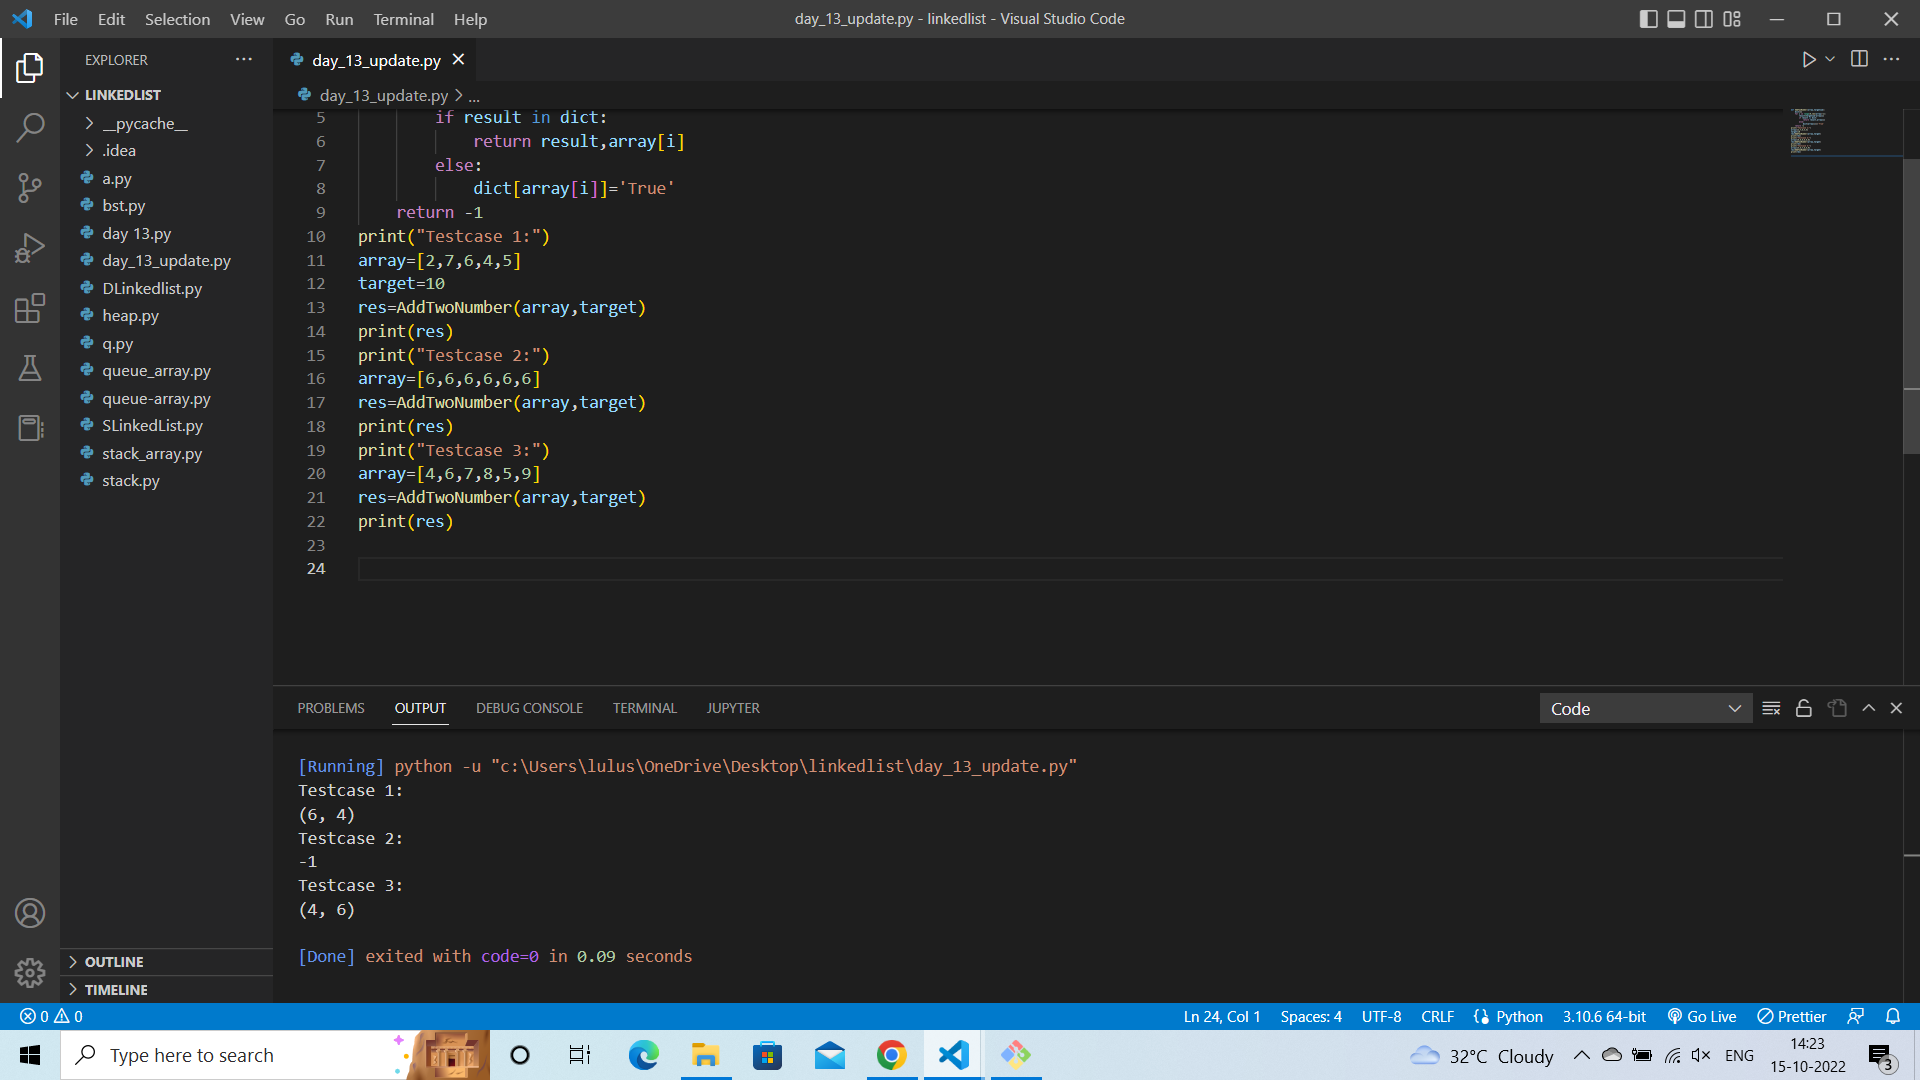 File Edit Selection View Go Run Terminal Help
day_13_update.py - linkedlist - Visual Studio Code
EXPLORER
LINKEDLIST
__pycache__
.idea
a.py
bst.py
day 13.py
day_13_update.py
DLinkedlist.py
heap.py
q.py
queue_array.py
queue-array.py
SLinkedList.py
stack_array.py
stack.py
OUTLINE
TIMELINE
day_13_update.py
day_13_update.py > ...
5 if result in dict:
6 return result,array[i]
7 else:
8 dict[array[i]]='True'
9 return -1
10 print("Testcase 1:")
11 array=[2,7,6,4,5]
12 target=10
13 res=AddTwoNumber(array,target)
14 print(res)
15 print("Testcase 2:")
16 array=[6,6,6,6,6,6]
17 res=AddTwoNumber(array,target)
18 print(res)
19 print("Testcase 3:")
20 array=[4,6,7,8,5,9]
21 res=AddTwoNumber(array,target)
22 print(res)
23
24
PROBLEMS OUTPUT DEBUG CONSOLE TERMINAL JUPYTER
Code
[Running] python -u "c:\Users\lulus\OneDrive\Desktop\linkedlist\day_13_update.py"
Testcase 1:
(6, 4)
Testcase 2:
-1
Testcase 3:
(4, 6)
[Done] exited with code=0 in 0.09 seconds
0 0
Ln 24, Col 1 Spaces: 4 UTF-8 CRLF Python 3.10.6 64-bit Go Live Prettier
Type here to search
32°C Cloudy
ENG
14:23
15-10-2022
3